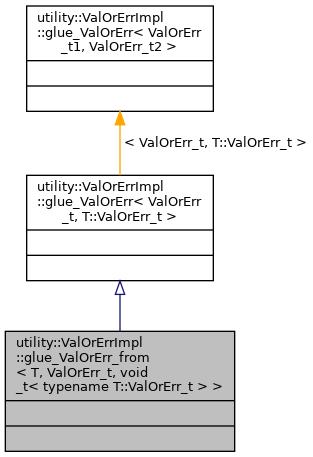 utility::ValOrErrImpl
::glue_ValOrErr< ValOrErr
_t1, ValOrErr_t2 >
< ValOrErr_t, T::ValOrErr_t >
utility::ValOrErrImpl
::glue_ValOrErr< ValOrErr
_t, T::ValOrErr_t >
utility::ValOrErrImpl
::glue_ValOrErr_from
< T, ValOrErr_t, void
_t< typename T::ValOrErr_t > >